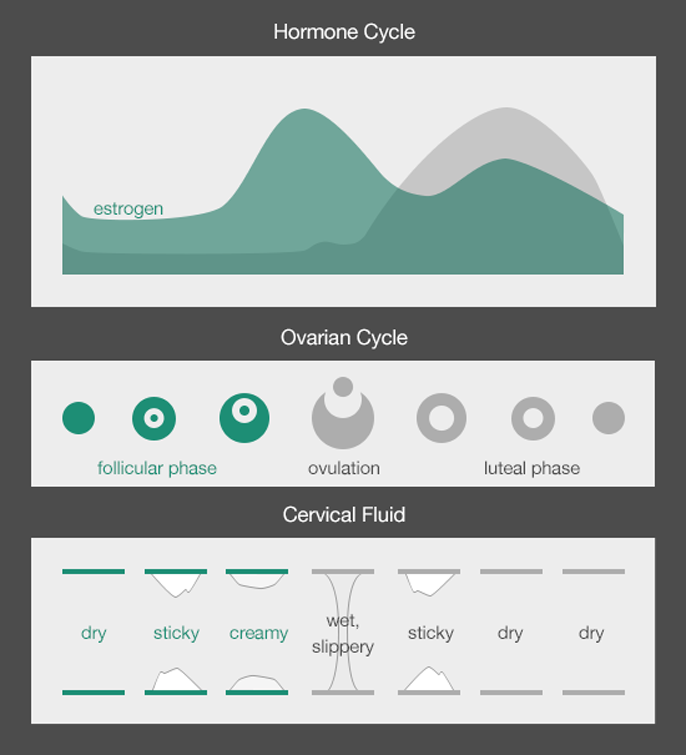 Hormone Cycle
estrogen
Ovarian Cycle
follicular phase
ovulation
luteal phase
Cervical Fluid
dry
sticky
creamy
wet,
slippery
sticky
dry
dry